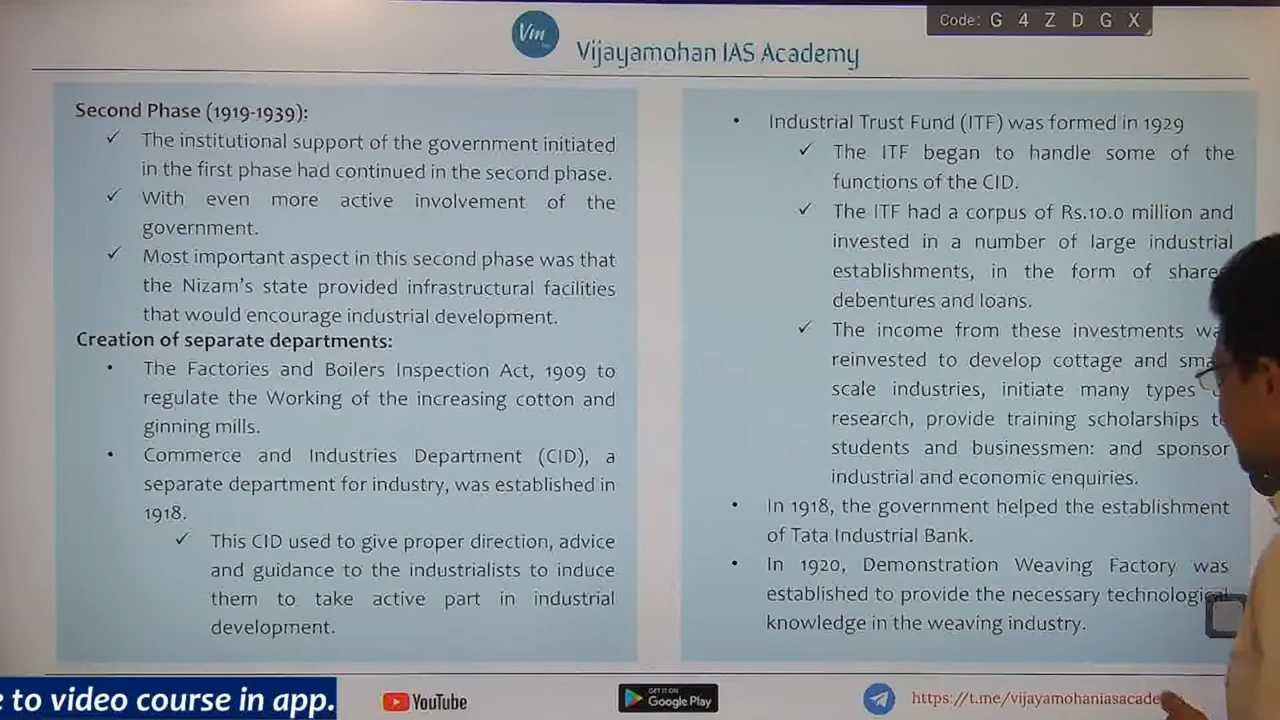 Vm
Vijayamohan IAS Academy
Code: G 4 Z D G X
Second Phase (1919-1939):
✓ The institutional support of the government initiated
in the first phase had continued in the second phase.
✓ With even more active involvement of the
government.
✓ Most important aspect in this second phase was that
the Nizam's state provided infrastructural facilities
that would encourage industrial development.
Creation of separate departments:
• The Factories and Boilers Inspection Act, 1909 to
regulate the Working of the increasing cotton and
ginning mills.
• Commerce and Industries Department (CID), a
separate department for industry, was established in
1918.
✓ This CID used to give proper direction, advice
and guidance to the industrialists to induce
them to take active part in industrial
development.
• Industrial Trust Fund (ITF) was formed in 1929
✓ The ITF began to handle some of the
functions of the CID.
✓ The ITF had a corpus of Rs.10.0 million and
invested in a number of large industrial
establishments, in the form of share
debentures and loans.
✓ The income from these investments
reinvested to develop cottage and
scale industries, initiate many types
research, provide training scholarships
students and businessmen: and sponsor
industrial and economic enquiries.
• In 1918, the government helped the establishment
of Tata Industrial Bank.
• In 1920, Demonstration Weaving Factory was
established to provide the necessary technological
knowledge in the weaving industry.
e to video course in app.
YouTube
GET IT ON
Google Play
https://t.me/vijayamohaniasacade